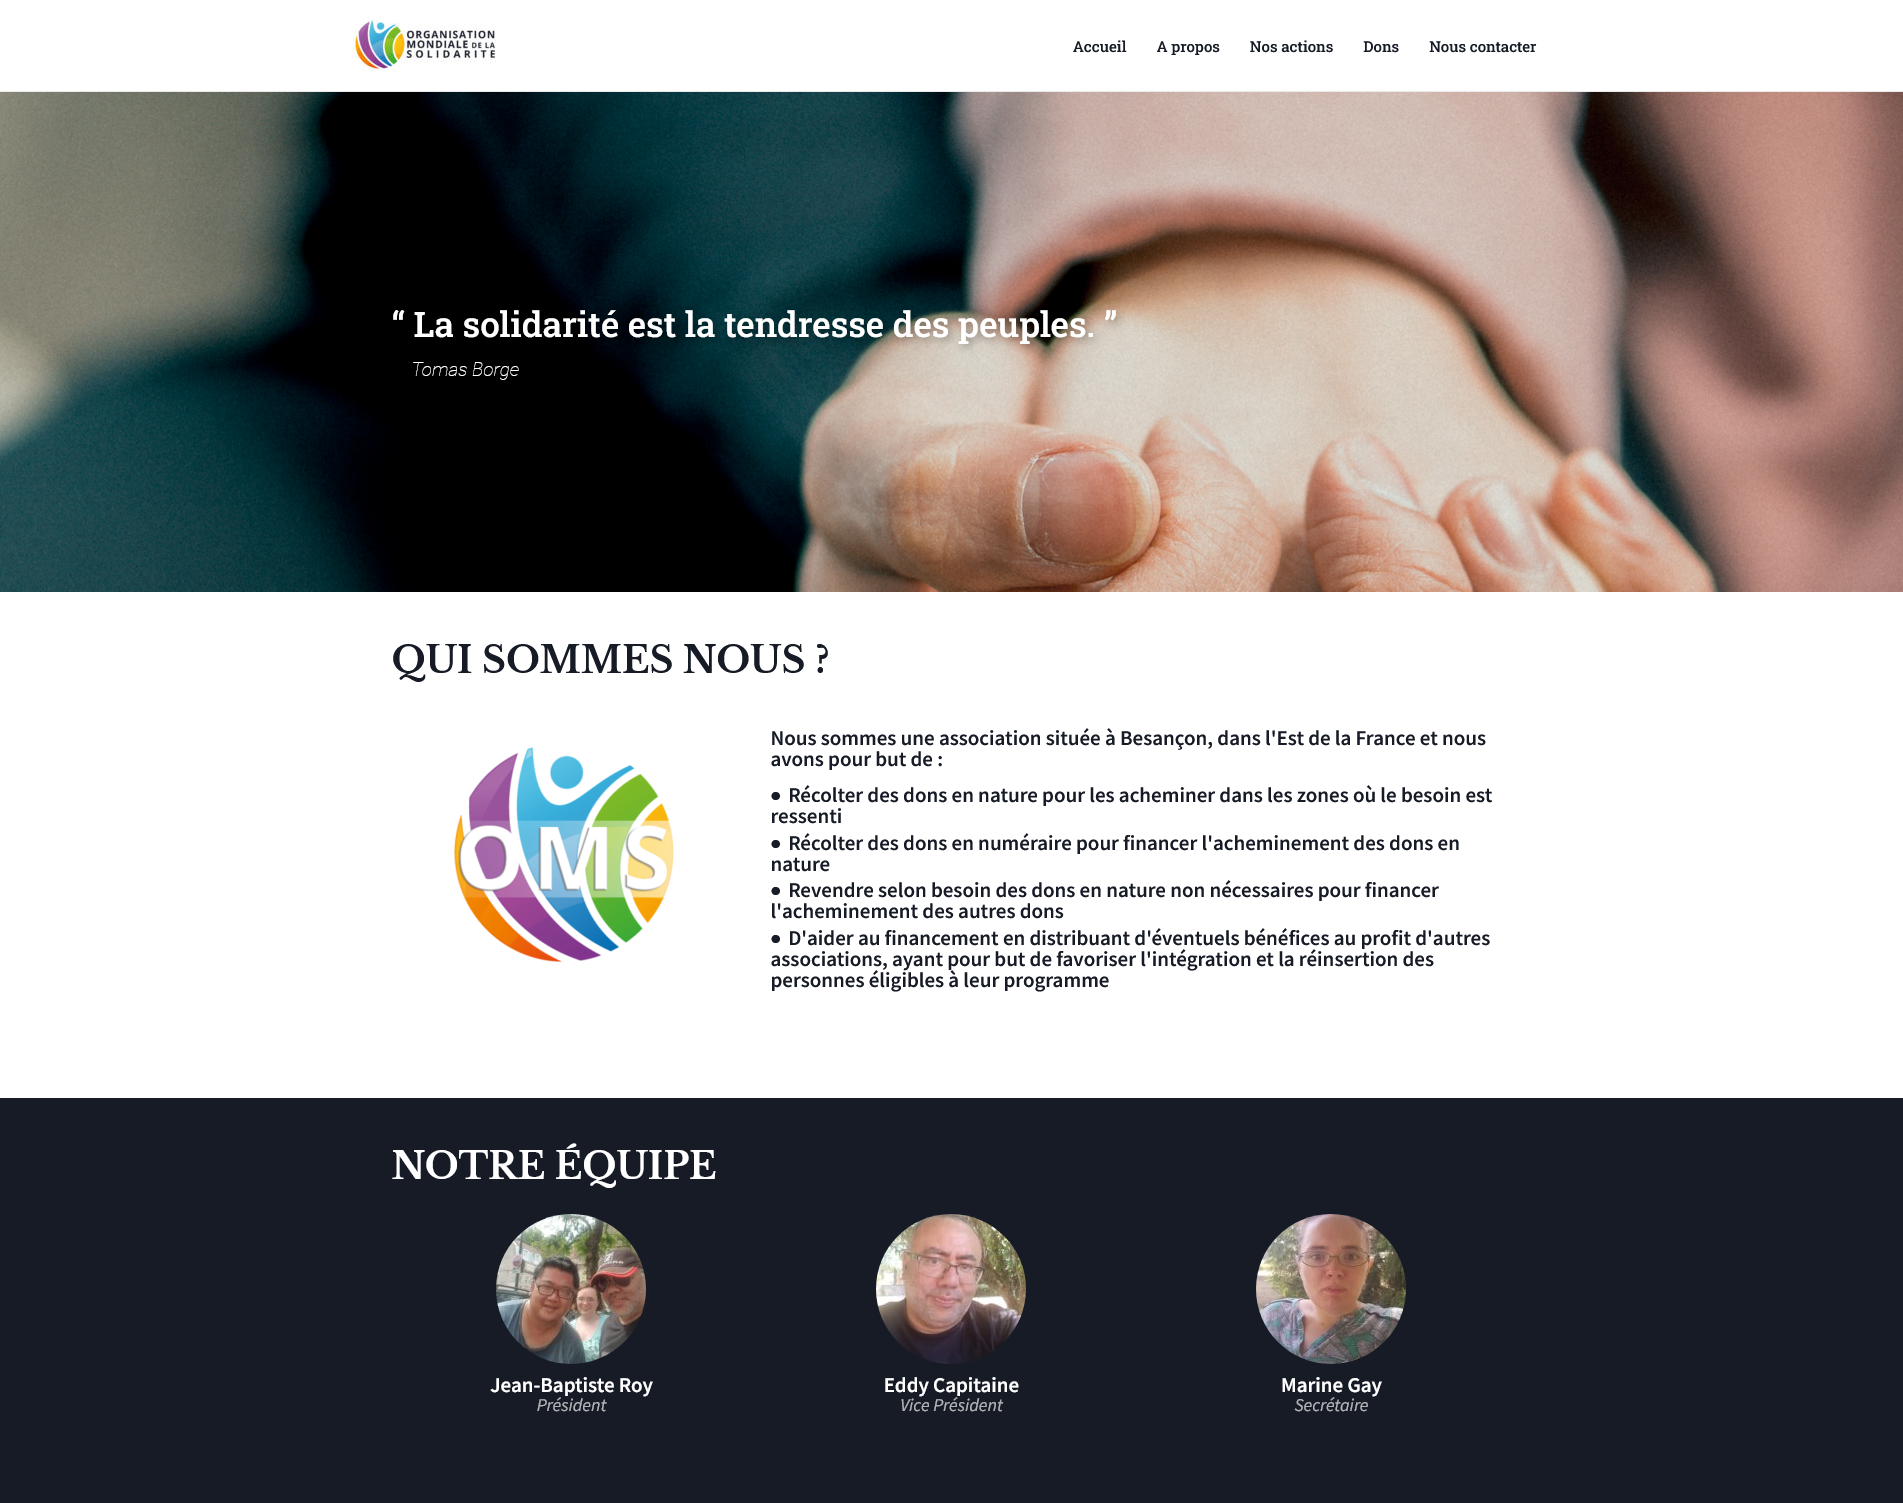 ORGANISATION
MONDIALE DE LA
SOLIDARITE
Accueil
A propos
Nos actions
Dons
Nous contacter
“ La solidarité est la tendresse des peuples. ”
Tomas Borge
QUI SOMMES NOUS ?
OMS
Nous sommes une association située à Besançon, dans l'Est de la France et nous
avons pour but de :
● Récolter des dons en nature pour les acheminer dans les zones où le besoin est
ressenti
● Récolter des dons en numéraire pour financer l'acheminement des dons en
nature
● Revendre selon besoin des dons en nature non nécessaires pour financer
l'acheminement des autres dons
● D'aider au financement en distribuant d'éventuels bénéfices au profit d'autres
associations, ayant pour but de favoriser l'intégration et la réinsertion des
personnes éligibles à leur programme
NOTRE ÉQUIPE
Jean-Baptiste Roy
Président
Eddy Capitaine
Vice Président
Marine Gay
Secrétaire